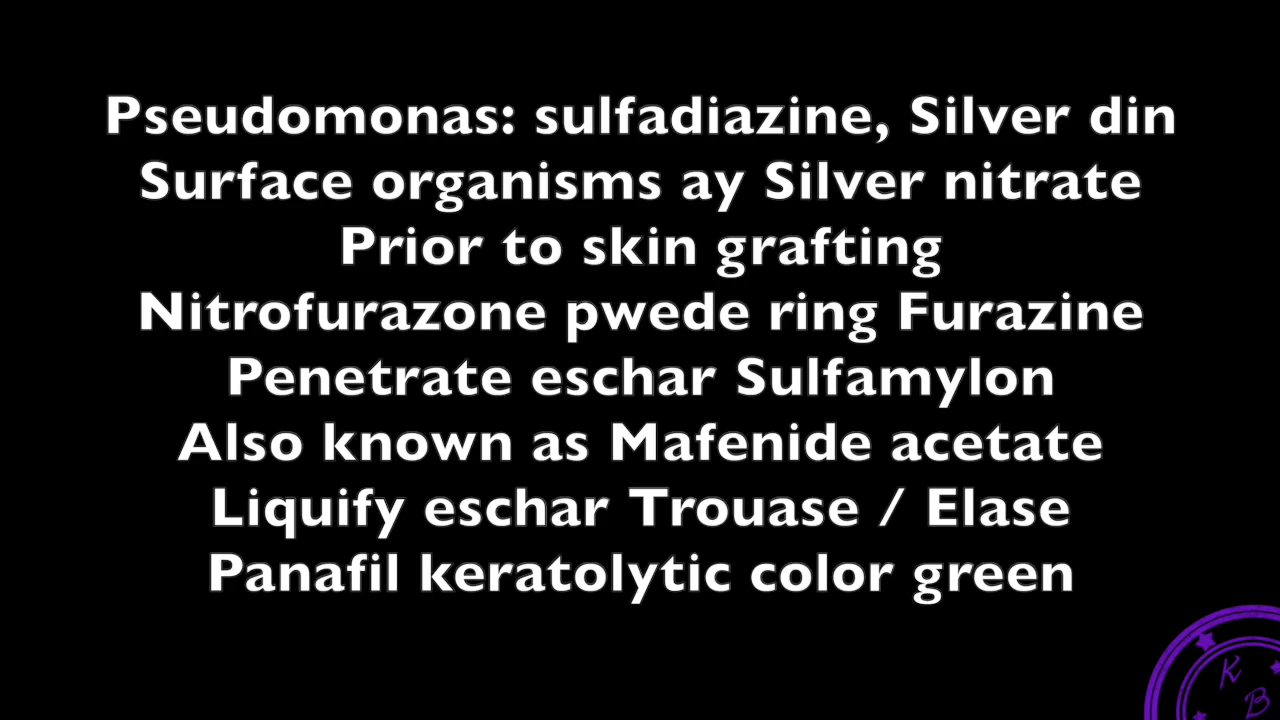 Pseudomonas: sulfadiazine, Silver din
Surface organisms ay Silver nitrate
Prior to skin grafting
Nitrofurazone pwede ring Furazine
Penetrate eschar Sulfamylon
Also known as Mafenide acetate
Liquify eschar Trouase / Elase
Panafil keratolytic color green
K
B